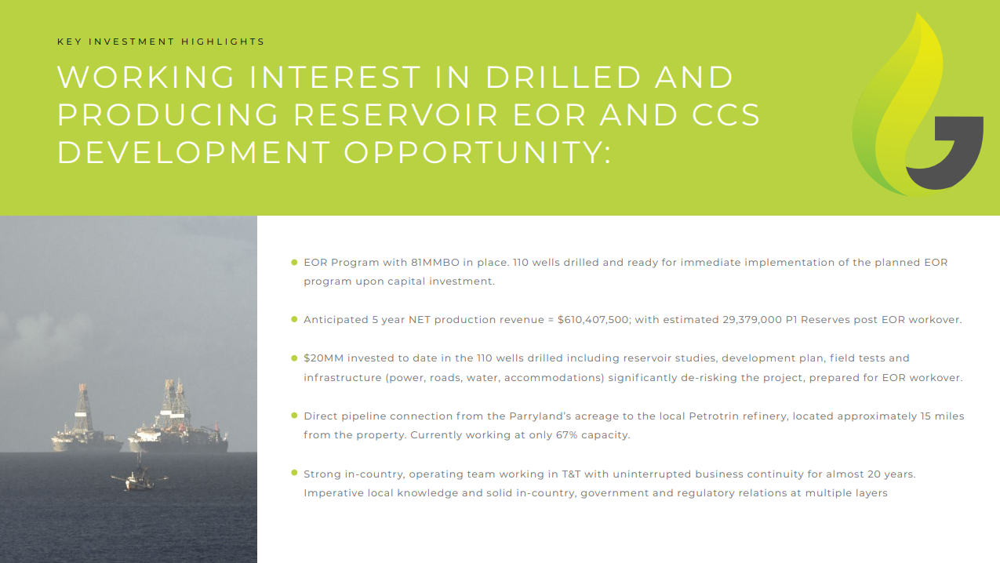 KEY INVESTMENT HIGHLIGHTS
WORKING INTEREST IN DRILLED AND
PRODUCING RESERVOIR EOR AND CCS
DEVELOPMENT OPPORTUNITY:
EOR Program with 81MMBO in place. 110 wells drilled and ready for immediate implementation of the planned EOR
program upon capital investment.
Anticipated 5 year NET production revenue = $610,407,500; with estimated 29,379,000 P1 Reserves post EOR workover.
$20MM invested to date in the 110 wells drilled including reservoir studies, development plan, field tests and
infrastructure (power, roads, water, accommodations) significantly de-risking the project, prepared for EOR workover.
Direct pipeline connection from the Parryland’s acreage to the local Petrotrin refinery, located approximately 15 miles
from the property. Currently working at only 67% capacity.
Strong in-country, operating team working in T&T with uninterrupted business continuity for almost 20 years.
Imperative local knowledge and solid in-country, government and regulatory relations at multiple layers